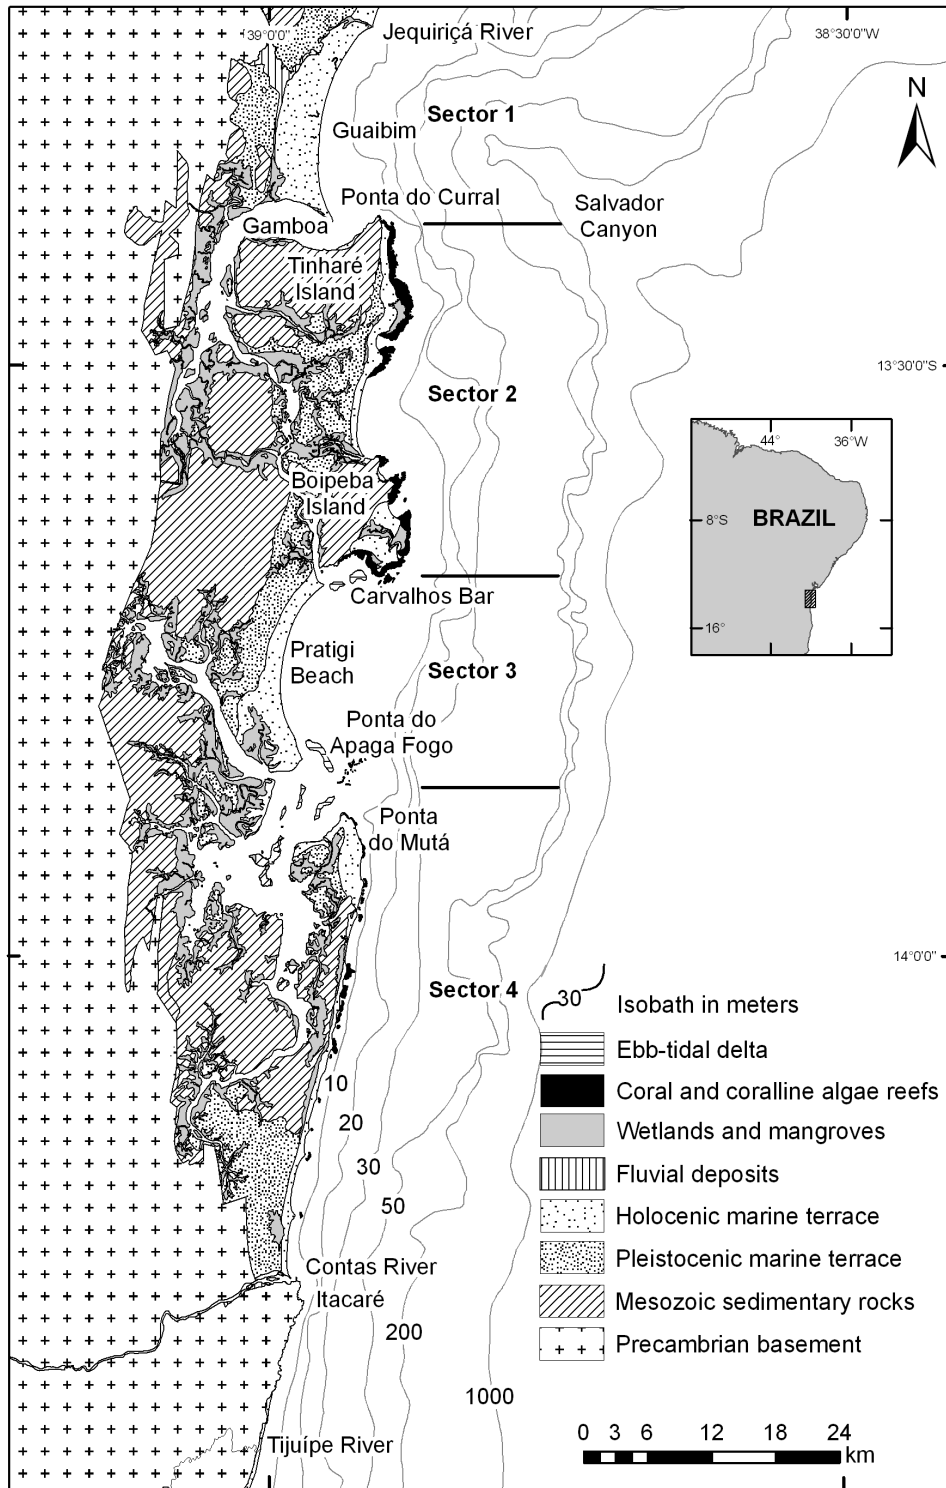 Jequiriçá River
39°0'0"
38°30'0"W
N
Sector 1
Guaibim
Ponta do Curral
Salvador
Canyon
Gamboa
Tinharé
Island
13°30'0"S
Sector 2
44°
36°W
Boipeba
Island
8°S
BRAZIL
Carvalhos Bar
16°
Pratigi
Beach
Sector 3
Ponta do
Apaga Fogo
Ponta
do Mutá
14°0'0"
Sector 4
30
Isobath in meters
Ebb-tidal delta
10
Coral and coralline algae reefs
20
Wetlands and mangroves
30
Fluvial deposits
50
Holocenic marine terrace
Pleistocenic marine terrace
Contas River
Itacaré
Mesozoic sedimentary rocks
200
Precambrian basement
1000
0 3 6 12 18 24
km
Tijuípe River